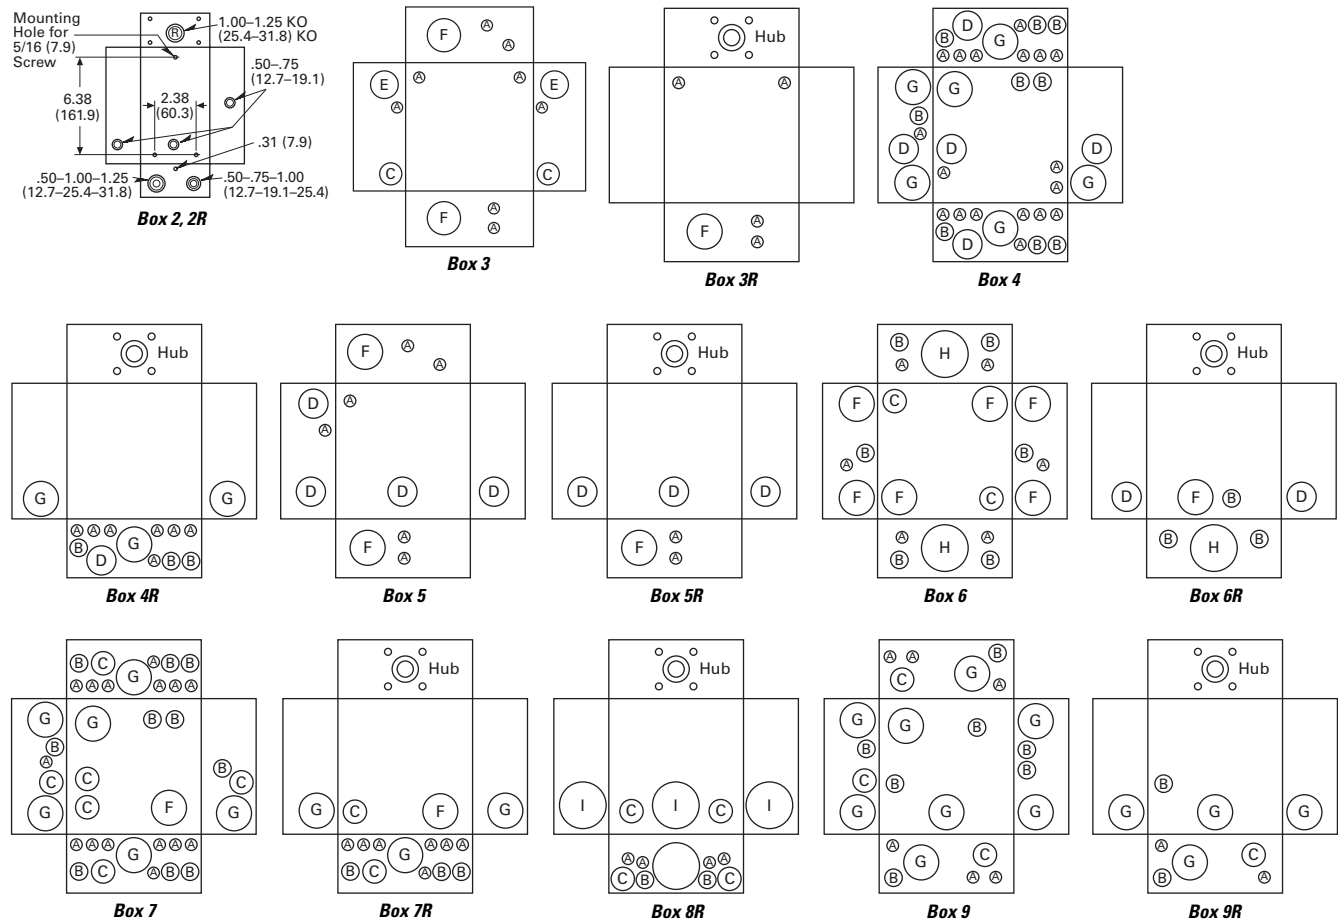 Mounting
Hole for
5/16 (7.9)
Screw
R
1.00–1.25 KO
(25.4–31.8) KO
.50–.75
(12.7–19.1)
6.38
(161.9)
2.38
(60.3)
.31 (7.9)
.50–1.00–1.25
(12.7–25.4–31.8)
.50–.75–1.00
(12.7–19.1–25.4)
Box 2, 2R
F A
A
E A A E
A A
C C
F A
A
Box 3
Hub
A A
F A
A
Box 3R
D A B B
B G
A A A A A A
G G B B
B
A
D D D
A A
G A G
A A A A A A
B G
D A B B
Box 4
Hub
G G
A A A A A A
B G
D A B B
Box 4R
F A
A
D A
A
D D D
F A
A
Box 5
Hub
D D D
F A
A
Box 5R
B H B
A A
F C F F
B B
A A
F F C F
A H A
B B
Box 6
Hub
D F B D
B H B
Box 6R
B C G A B B
A A A A A A
G G B B
B
A
C C B C
G C F G
A A A A A A
G
B C A B B
Box 7
Hub
G C F G
A A A A A A
G
B C A B B
Box 7R
Hub
I C I C I
A A A A
C B B C
Box 8R
A A B
C G A
G G B G
B B
C B B
G G G
A G C
B A A
Box 9
Hub
B
G G G
A G C
B A
Box 9R